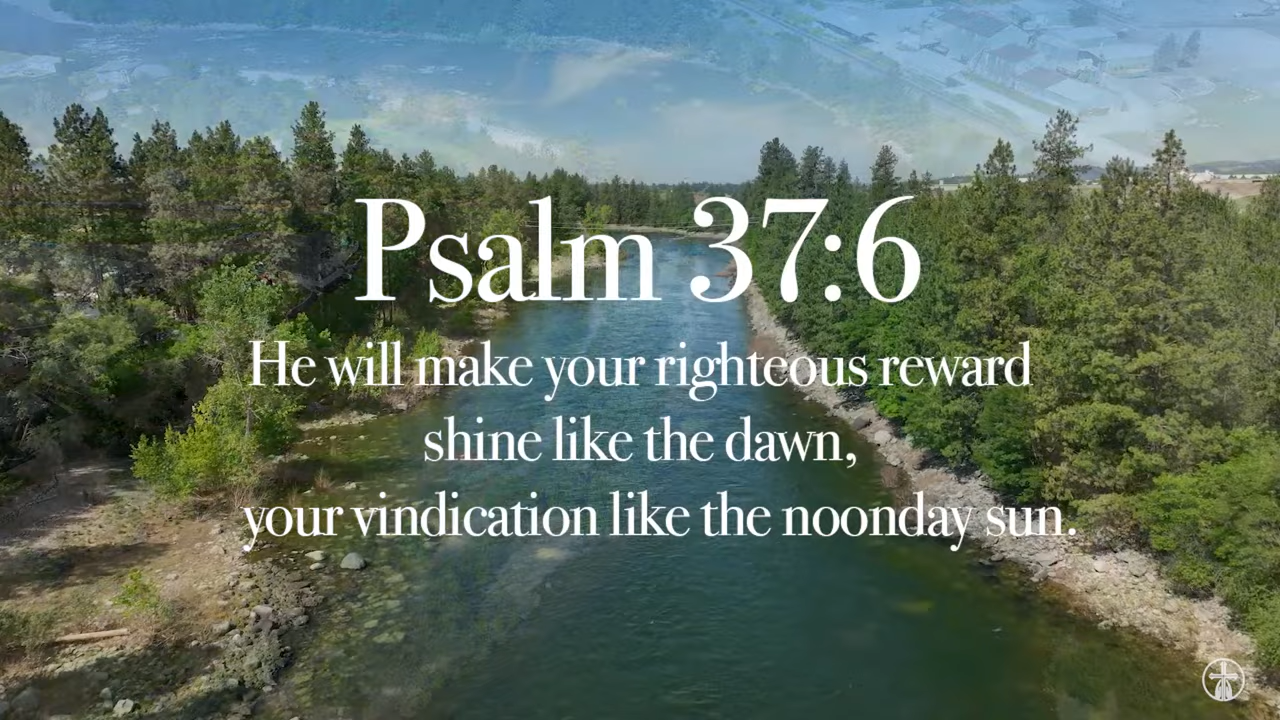 Psalm 37:6
He will make your righteous reward
shine like the dawn,
your vindication like the noonday sun.